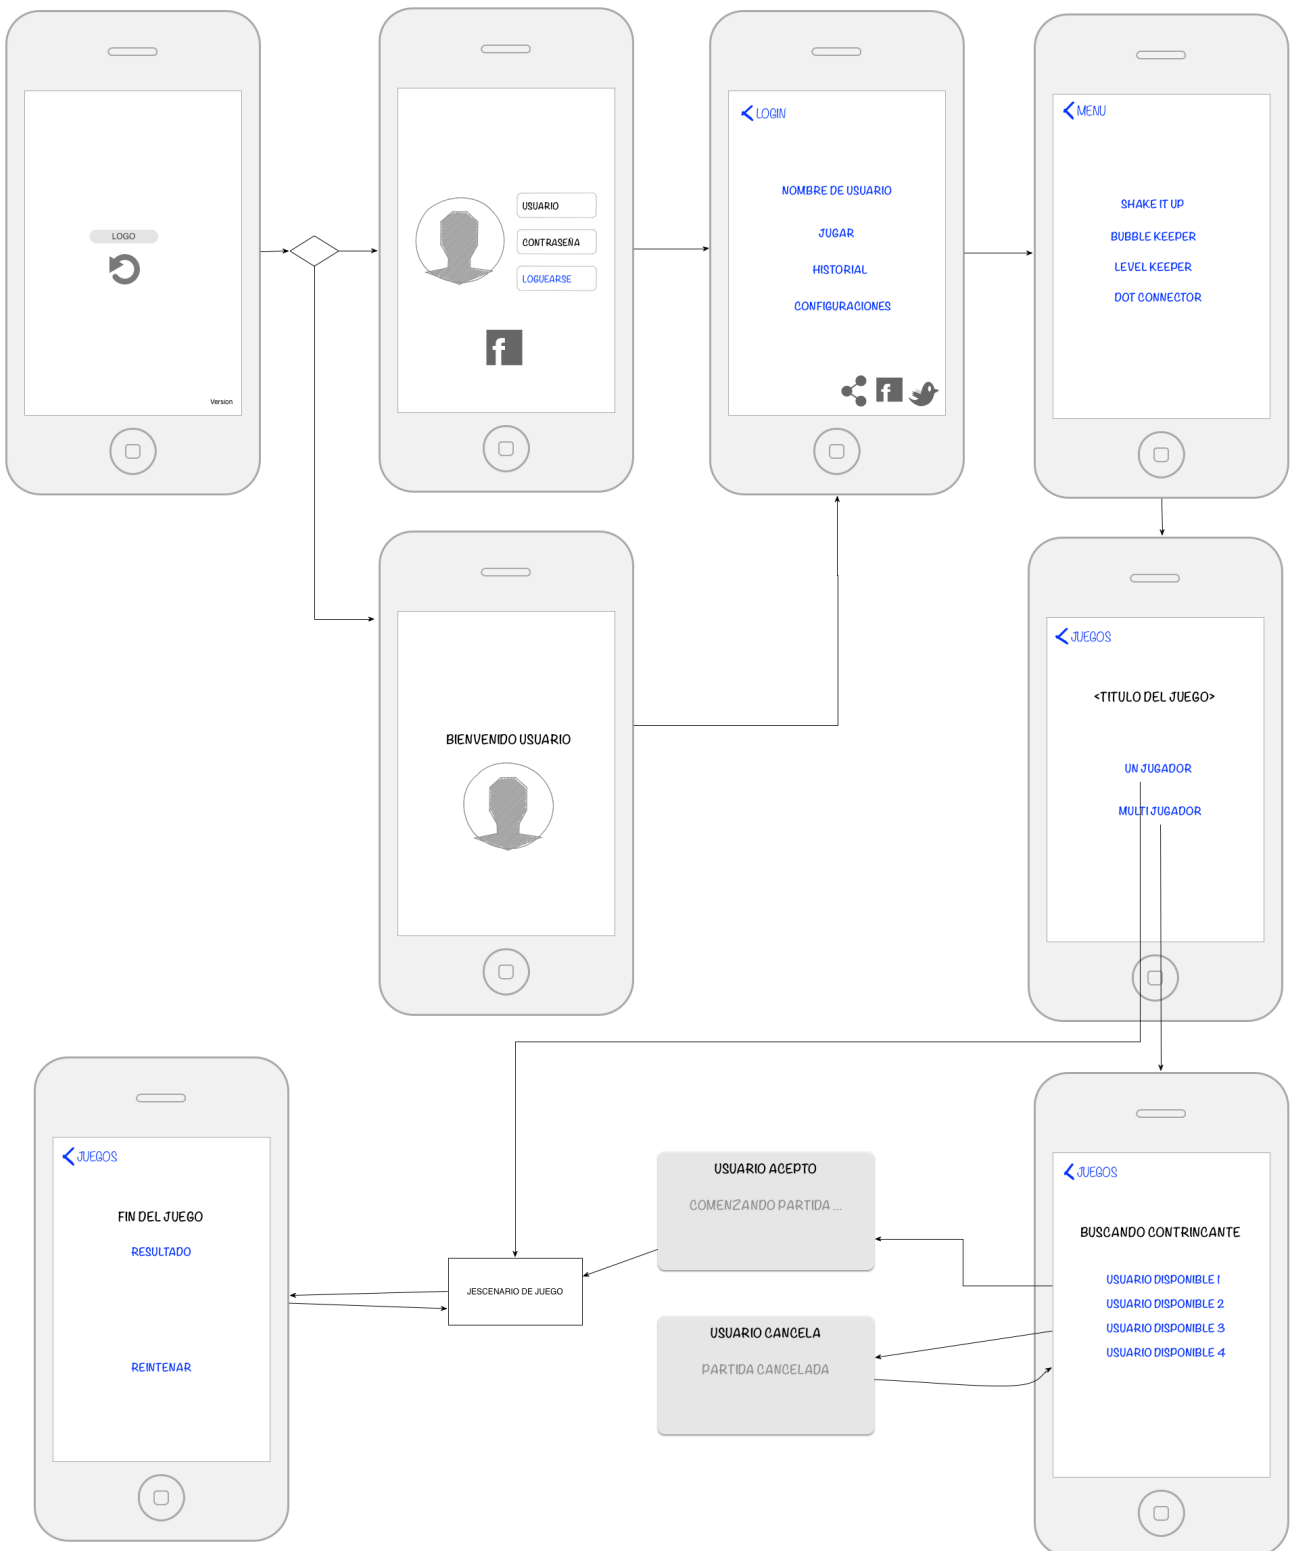 LOGO
Version
USUARIO
CONTRASEÑA
LOGUEARSE
f
LOGIN
NOMBRE DE USUARIO
JUGAR
HISTORIAL
CONFIGURACIONES
f
MENU
SHAKE IT UP
BUBBLE KEEPER
LEVEL KEEPER
DOT CONNECTOR
BIENVENIDO USUARIO
JUEGOS
<TITULO DEL JUEGO>
UN JUGADOR
MULTIJUGADOR
JUEGOS
FIN DEL JUEGO
RESULTADO
REINTENAR
JESCENARIO DE JUEGO
USUARIO ACEPTO
COMENZANDO PARTIDA ...
USUARIO CANCELA
PARTIDA CANCELADA
JUEGOS
BUSCANDO CONTRINCANTE
USUARIO DISPONIBLE 1
USUARIO DISPONIBLE 2
USUARIO DISPONIBLE 3
USUARIO DISPONIBLE 4